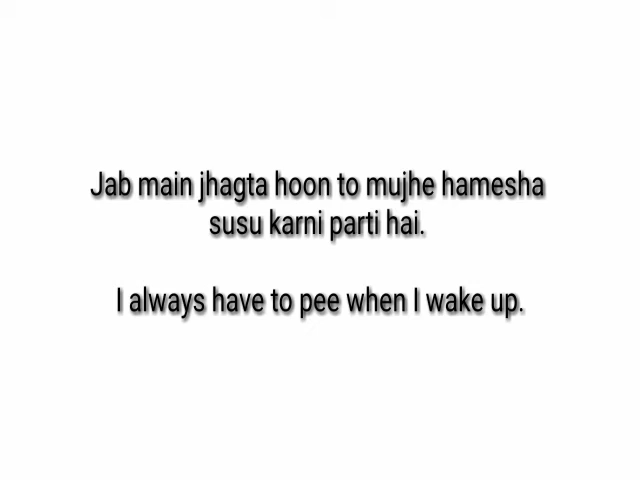 Jab main jhagta hoon to mujhe hamesha
susu karni parti hai.
I always have to pee when I wake up.